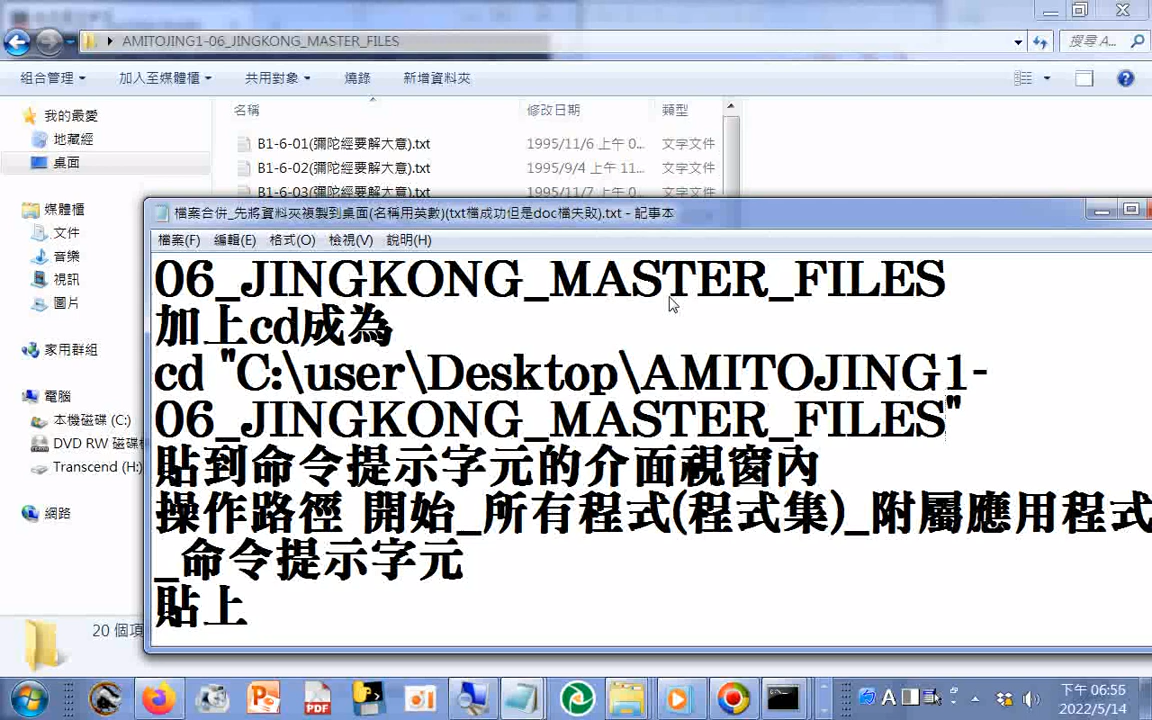 AMITOJING1-06_JINGKONG_MASTER_FILES
搜尋 A...
組合管理
加入至媒體櫃
共用對象
燒錄
新增資料夾
我的最愛
地藏經
桌面
媒體櫃
文件
音樂
視訊
圖片
家用群組
電腦
本機磁碟 (C:)
DVD RW 磁碟機
Transcend (H:)
網路
名稱
修改日期
類型
B1-6-01(彌陀經要解大意).txt
1995/11/6 上午 0...
文字文件
B1-6-02(彌陀經要解大意).txt
1995/9/4 上午 11...
文字文件
B1-6-03(彌陀經要解大意).txt
1995/11/7 上午 0...
文字文件
檔案合併_先將資料夾複製到桌面(名稱用英數)(txt檔成功但是doc檔失敗).txt - 記事本
檔案(F)
編輯(E)
格式(O)
檢視(V)
說明(H)
06_JINGKONG_MASTER_FILES
加上cd成為
cd "C:\user\Desktop\AMITOJING1-
06_JINGKONG_MASTER_FILES"
貼到命令提示字元的介面視窗內
操作路徑 開始_所有程式(程式集)_附屬應用程式
_命令提示字元
貼上
20 個項
PDF
A
下午 06:55
2022/5/14